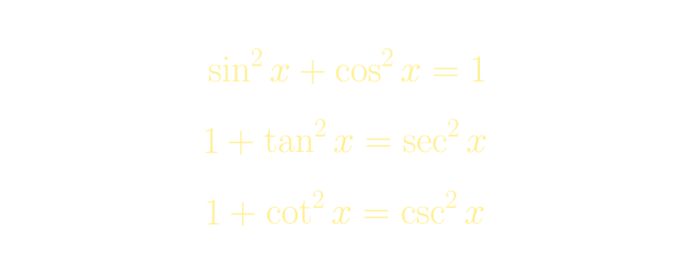 sin² x + cos² x = 1
1 + tan² x = sec² x
1 + cot² x = csc² x